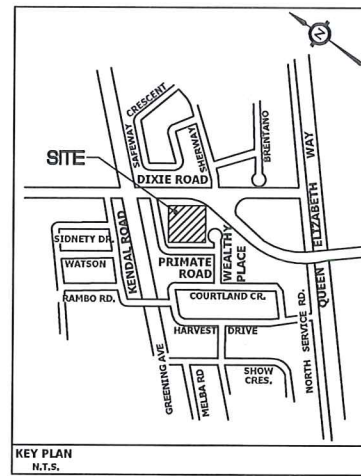 N
SAFEWAY CRESCENT
SHERWAY
BRENTANO
SITE
DIXIE ROAD
QUEEN ELIZABETH WAY
KENDAL ROAD
SIDNETY DR.
WATSON
RAMBO RD.
PRIMATE
ROAD
WEALTHY
PLACE
COURTLAND CR.
HARVEST DRIVE
NORTH SERVICE RD.
GREENING AVE
MELBA RD
SHOW
CRES.
KEY PLAN
N.T.S.